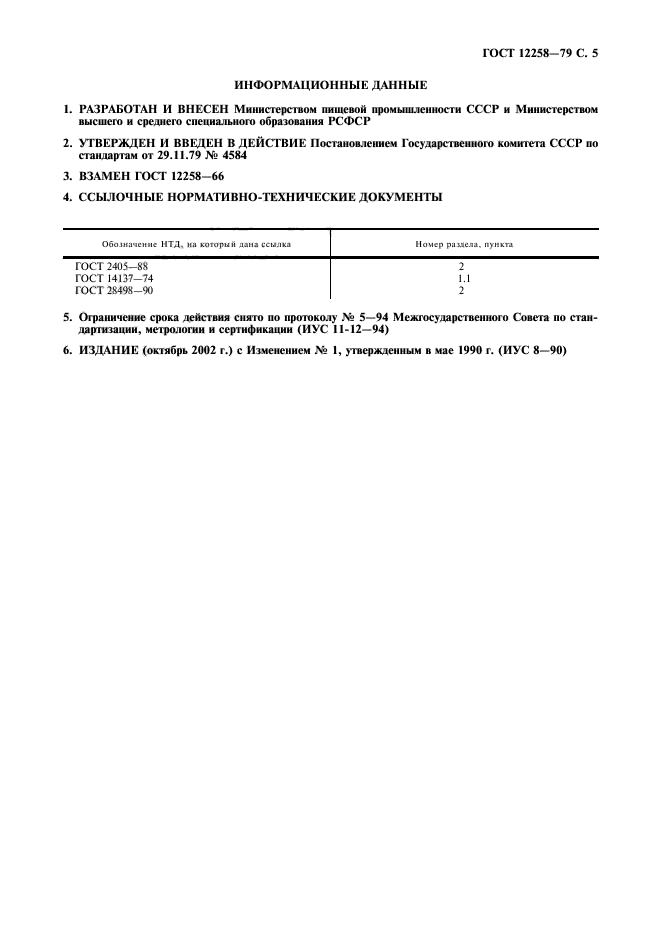 ГОСТ 12258—79 С. 5
ИНФОРМАЦИОННЫЕ ДАННЫЕ
1. РАЗРАБОТАН И ВНЕСЕН Министерством пищевой промышленности СССР и Министерством
высшего и среднего специального образования РСФСР
2. УТВЕРЖДЕН И ВВЕДЕН В ДЕЙСТВИЕ Постановлением Государственного комитета СССР по
стандартам от 29.11.79 № 4584
3. ВЗАМЕН ГОСТ 12258—66
4. ССЫЛОЧНЫЕ НОРМАТИВНО-ТЕХНИЧЕСКИЕ ДОКУМЕНТЫ
Обозначение НТД, на который дана ссылка Номер раздела, пункта
ГОСТ 2405—88 2
ГОСТ 14137—74 1.1
ГОСТ 28498—90 2
5. Ограничение срока действия снято по протоколу № 5—94 Межгосударственного Совета по стан-
дартизации, метрологии и сертификации (ИУС 11-12—94)
6. ИЗДАНИЕ (октябрь 2002 г.) с Изменением № 1, утвержденным в мае 1990 г. (ИУС 8—90)